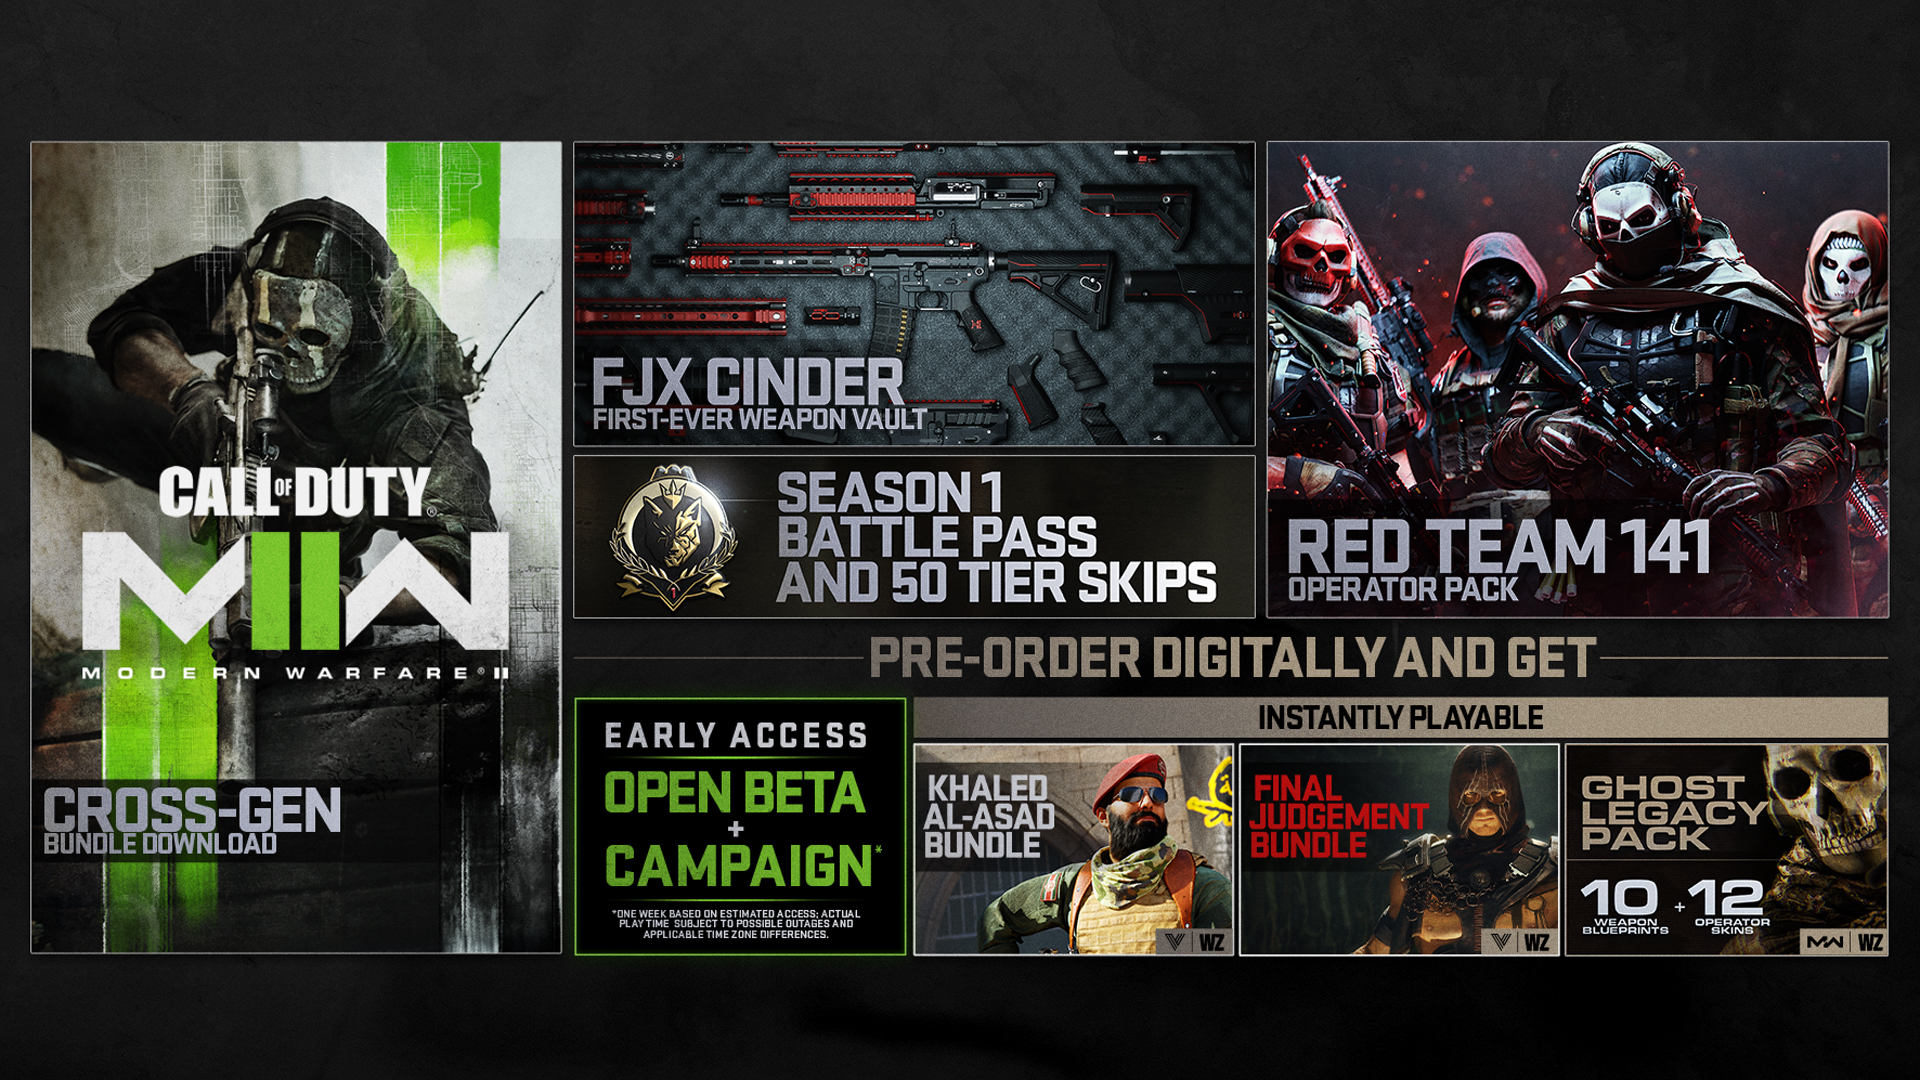 CALL OF DUTY®
MIIW
MODERN WARFARE® II
CROSS-GEN
BUNDLE DOWNLOAD
FJX CINDER
FIRST-EVER WEAPON VAULT
SEASON 1
BATTLE PASS
AND 50 TIER SKIPS
RED TEAM 141
OPERATOR PACK
PRE-ORDER DIGITALLY AND GET
EARLY ACCESS
OPEN BETA
+
CAMPAIGN*
*ONE WEEK BASED ON ESTIMATED ACCESS; ACTUAL
PLAY TIME SUBJECT TO POSSIBLE OUTAGES AND
APPLICABLE TIME ZONE DIFFERENCES.
INSTANTLY PLAYABLE
KHALED
AL-ASAD
BUNDLE
V WZ
FINAL
JUDGEMENT
BUNDLE
V WZ
GHOST
LEGACY
PACK
10 + 12
WEAPON BLUEPRINTS
OPERATOR SKINS
MW WZ